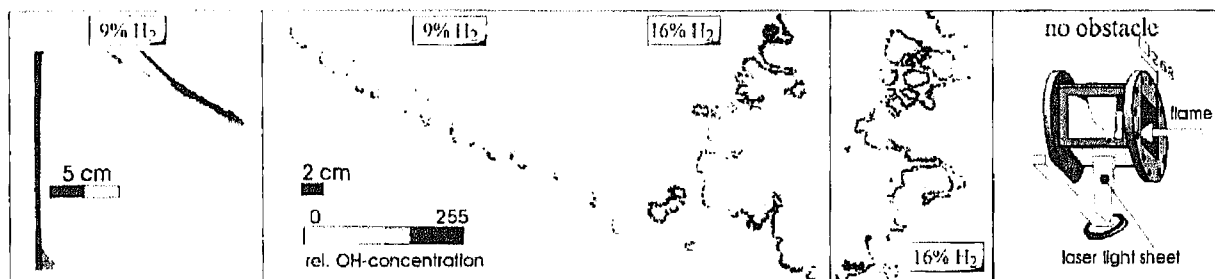 9% H2
5 cm
9% H2
16% H2
2 cm
0 255
rel. OH-concentration
16% H2
no obstacle
flame
laser light sheet